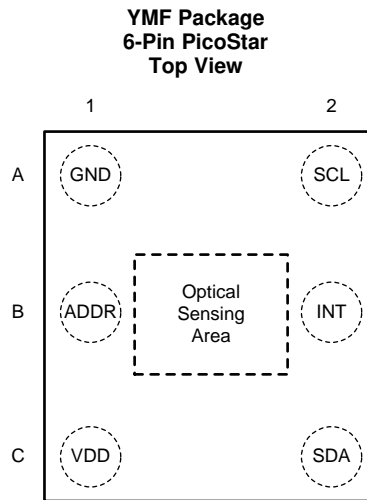 YMF Package
6-Pin PicoStar
Top View
1 2
A GND SCL
B ADDR Optical Sensing Area INT
C VDD SDA